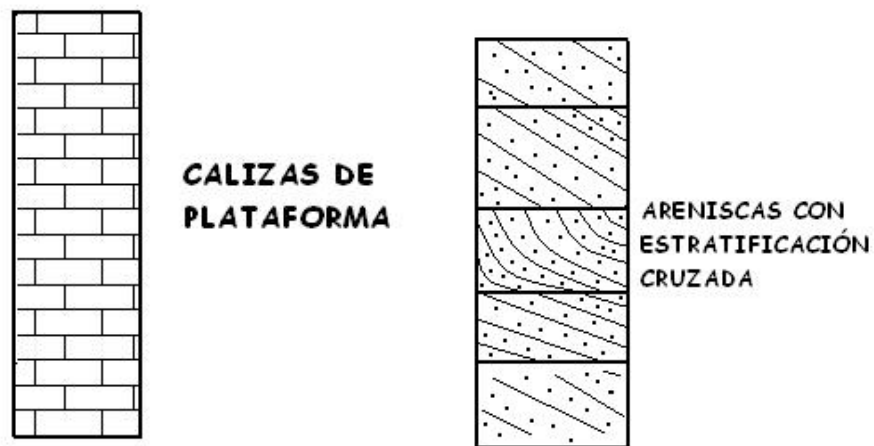 CALIZAS DE
PLATAFORMA
ARENISCAS CON
ESTRATIFICACIÓN
CRUZADA